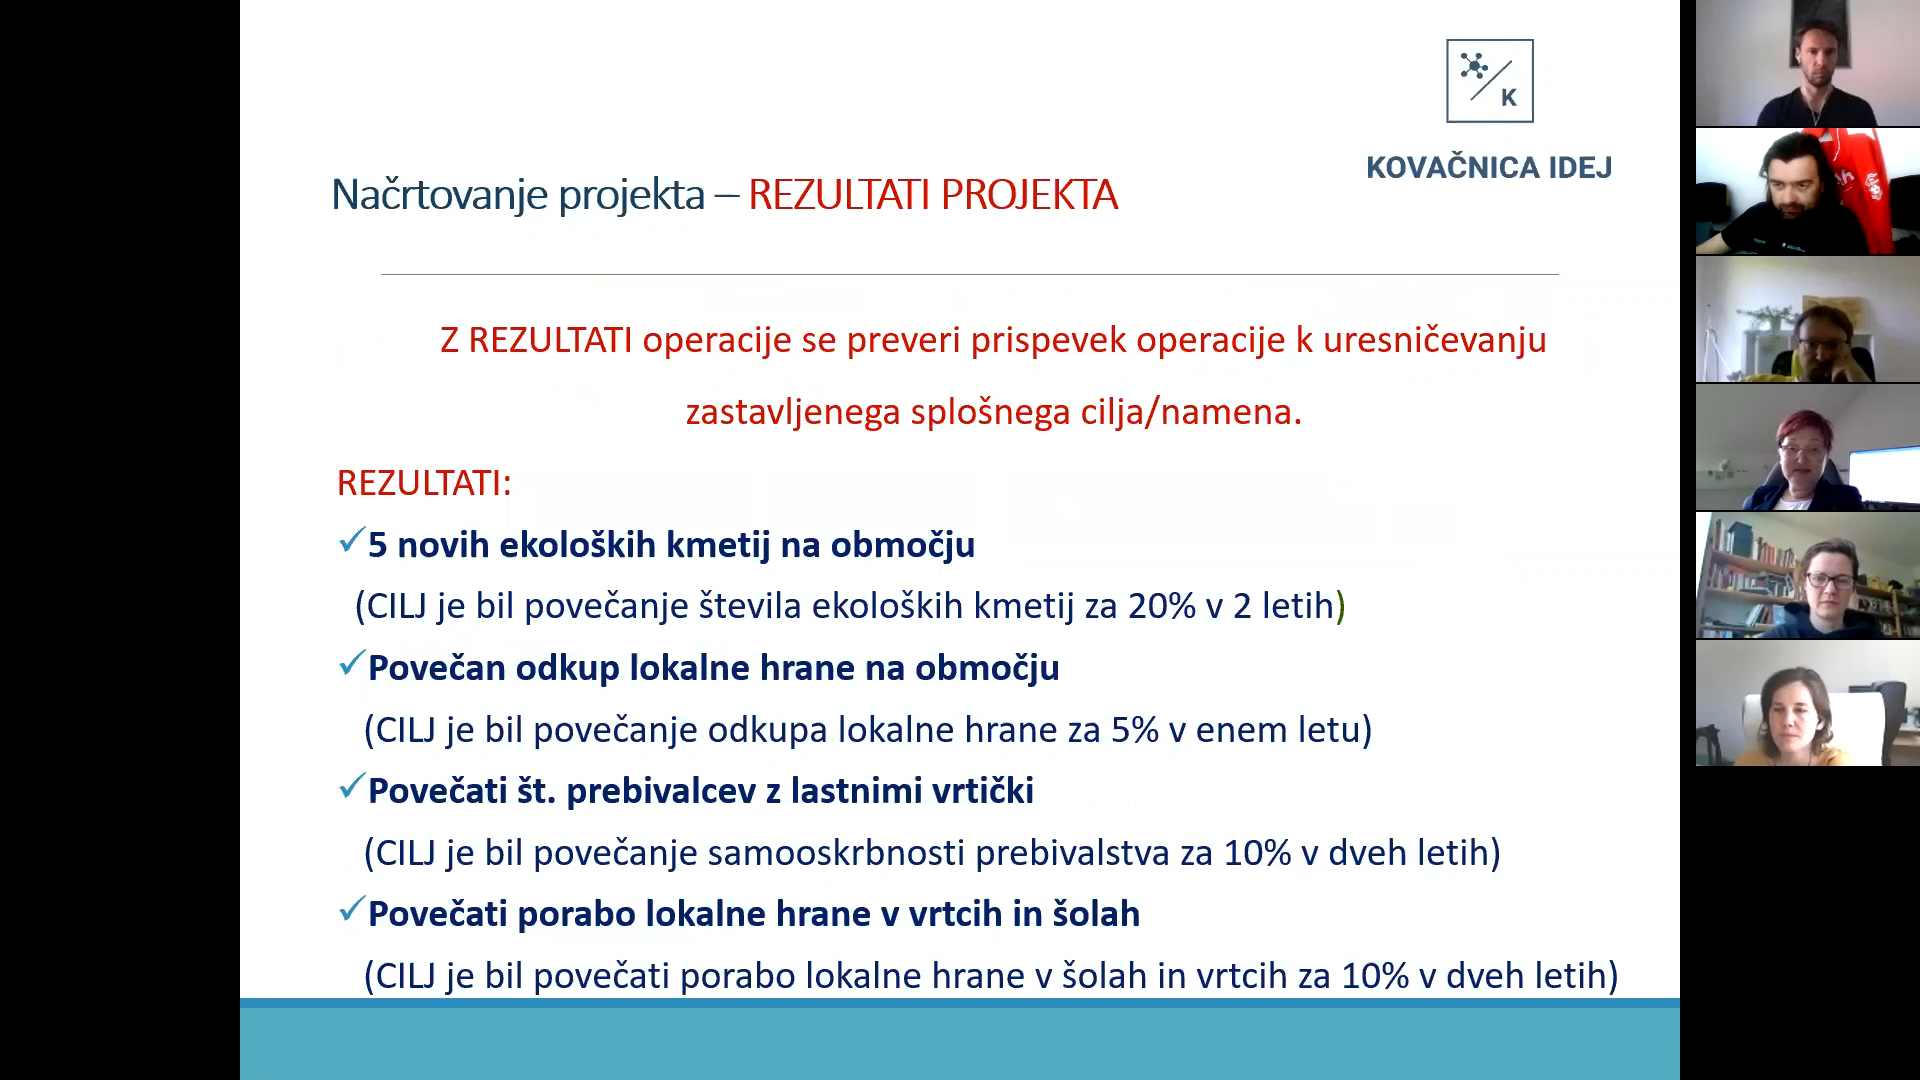 K
KOVAČNICA IDEJ
Načrtovanje projekta – REZULTATI PROJEKTA
Z REZULTATI operacije se preveri prispevek operacije k uresničevanju
zastavljenega splošnega cilja/namena.
REZULTATI:
✓5 novih ekoloških kmetij na območju
(CILJ je bil povečanje števila ekoloških kmetij za 20% v 2 letih)
✓Povečan odkup lokalne hrane na območju
(CILJ je bil povečanje odkupa lokalne hrane za 5% v enem letu)
✓Povečati št. prebivalcev z lastnimi vrtički
(CILJ je bil povečanje samooskrbnosti prebivalstva za 10% v dveh letih)
✓Povečati porabo lokalne hrane v vrtcih in šolah
(CILJ je bil povečati porabo lokalne hrane v šolah in vrtcih za 10% v dveh letih)